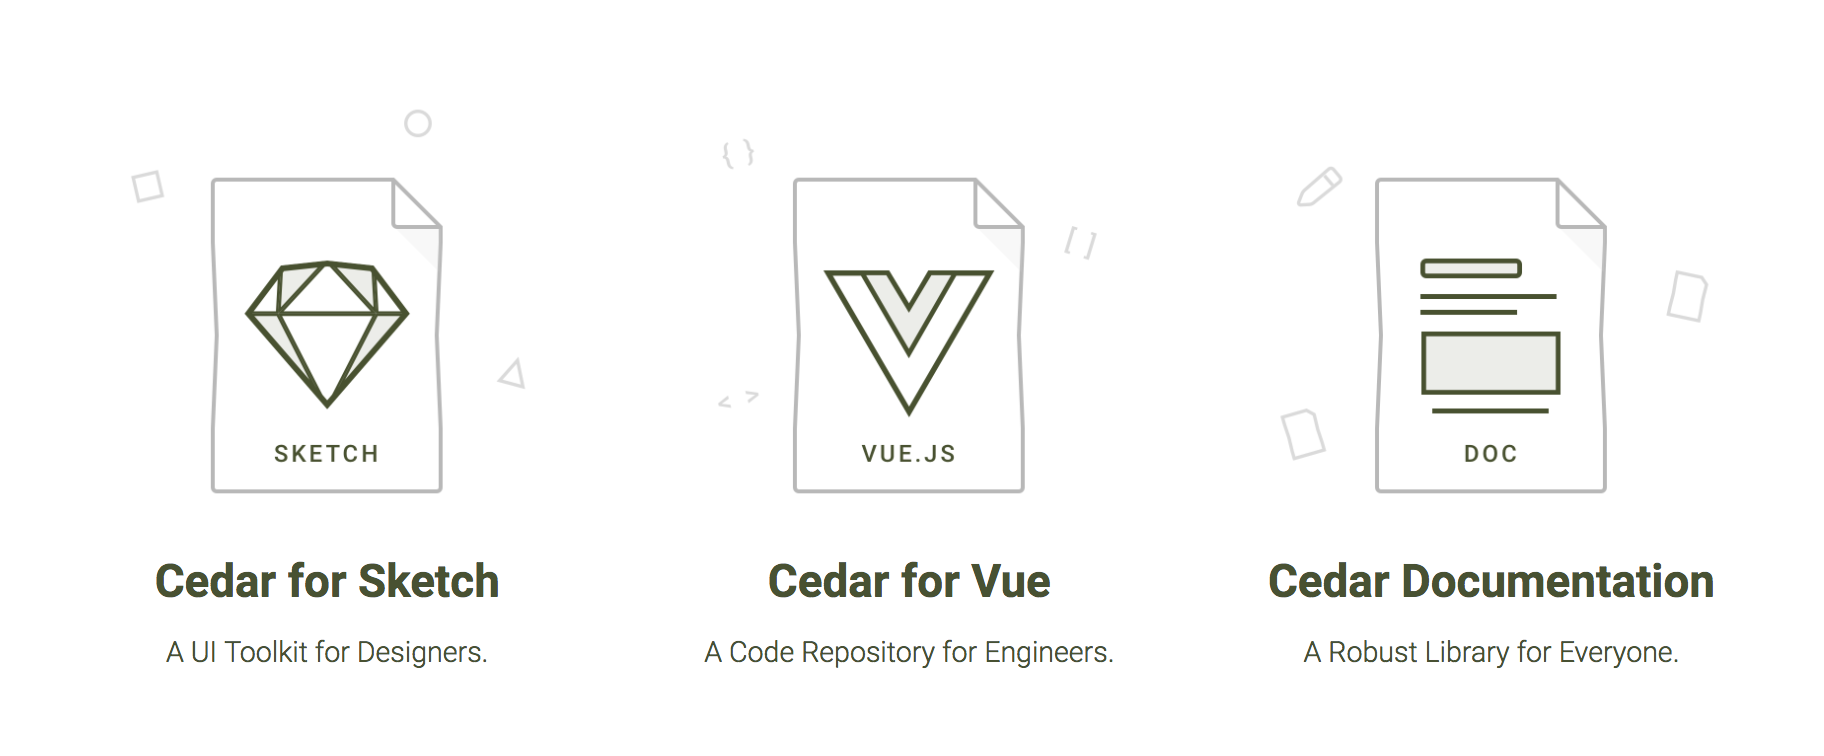 SKETCH
VUE.JS
DOC
Cedar for Sketch
Cedar for Vue
Cedar Documentation
A UI Toolkit for Designers.
A Code Repository for Engineers.
A Robust Library for Everyone.